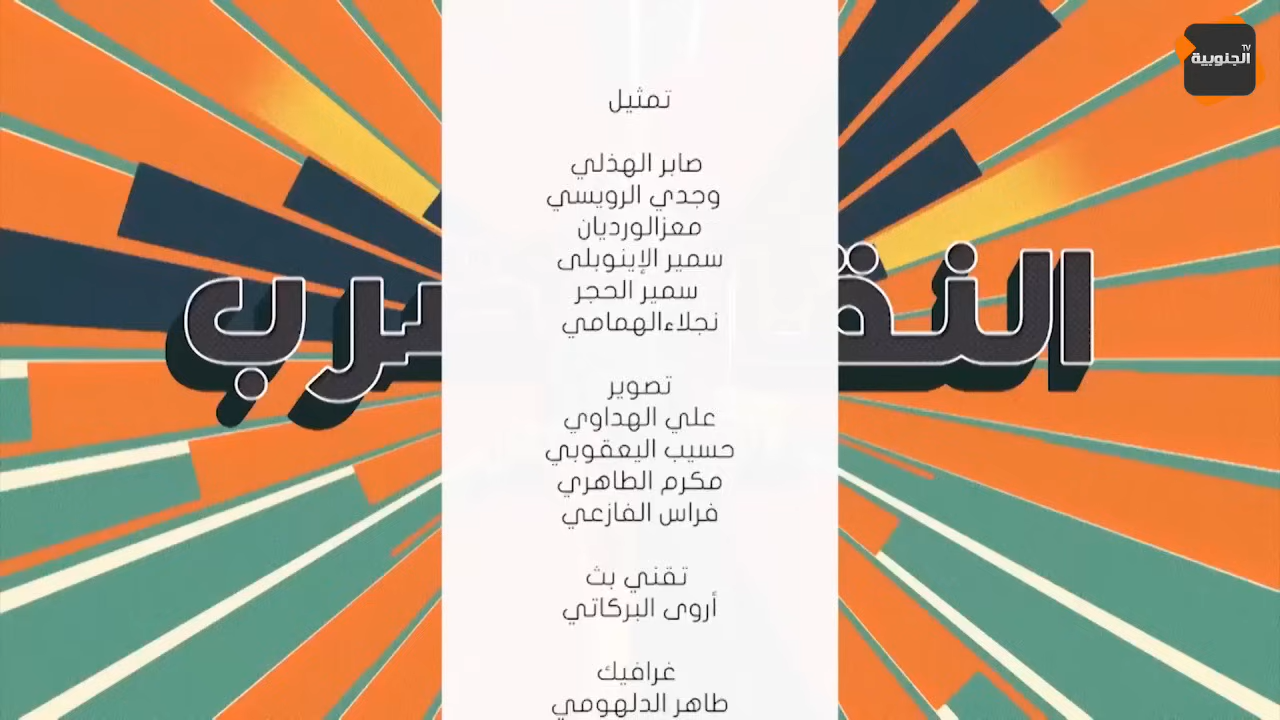 TV
الجنوبية
تمثيل
صابر الهذلي
وجدي الرويسي
معزالورديان
سمير الإينوبلى
سمير الحجر
نجلاءالهمامي
تصوير
علي الهداوي
حسيب اليعقوبي
مكرم الطاهري
فراس الفازعي
تقني بث
أروى البركاتي
غرافيك
طاهر الدلهومي